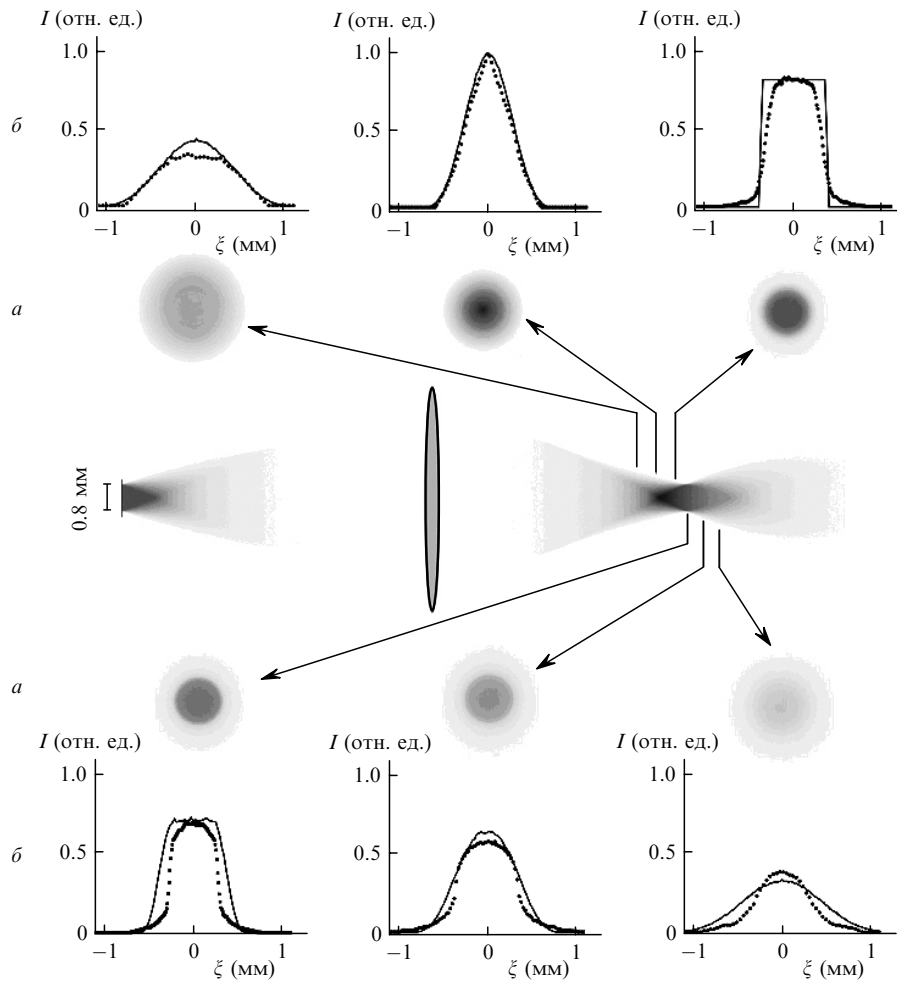 I (отн. ед.) I (отн. ед.) I (отн. ед.)
1.0 1.0 1.0
б
0.5 0.5 0.5
0 0 0
−1 0 1 −1 0 1 −1 0 1
ξ (мм) ξ (мм) ξ (мм)
а
0.8 мм
а
I (отн. ед.) I (отн. ед.) I (отн. ед.)
1.0 1.0 1.0
б
0.5 0.5 0.5
0 0 0
−1 0 1 −1 0 1 −1 0 1
ξ (мм) ξ (мм) ξ (мм)